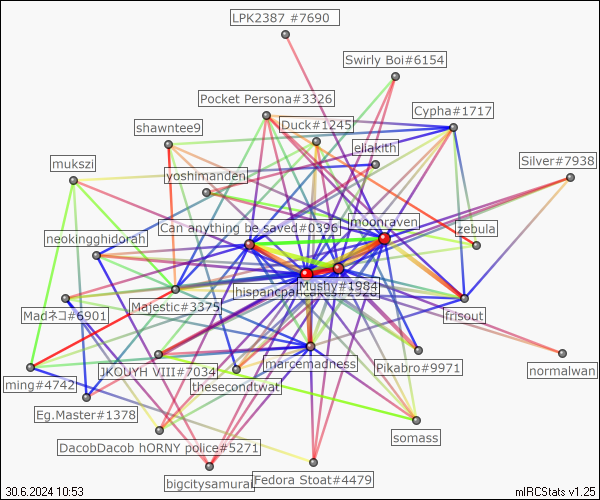 LPK2387 #7690
Swirly Boi#6154
Pocket Persona#3326
Cypha#1717
Duck#1245
shawntee9
ellakith
mukszi
Silver#7938
yoshimanden
moonraven
Can anything be saved#0396
zebula
neokingghidorah
Mushy#1984
hispancpancakes#2928
Madネコ#6901
Majestic#3375
frisout
marcemadness
JKOUYH VIII#7034
Pikabro#9971
normalwan
ming#4742
thesecondtwat
Eg.Master#1378
somass
DacobDacob hORNY police#5271
Fedora Stoat#4479
bigcitysamurai
30.6.2024 10:53
mIRCStats v1.25